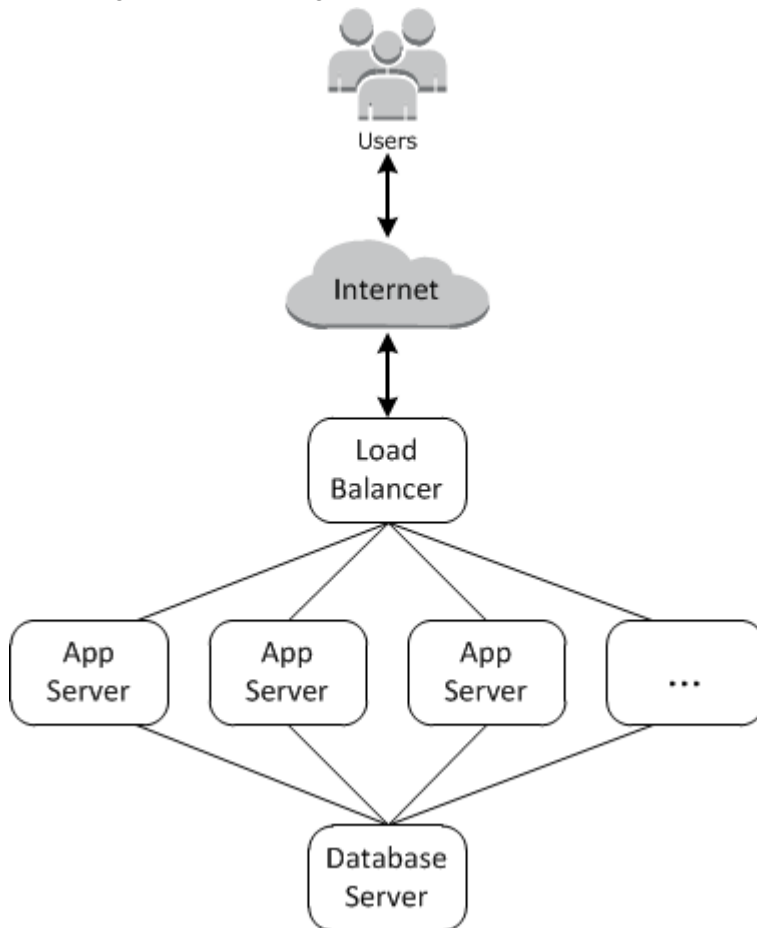 Users
Internet
Load
Balancer
App
Server
App
Server
App
Server
...
Database
Server